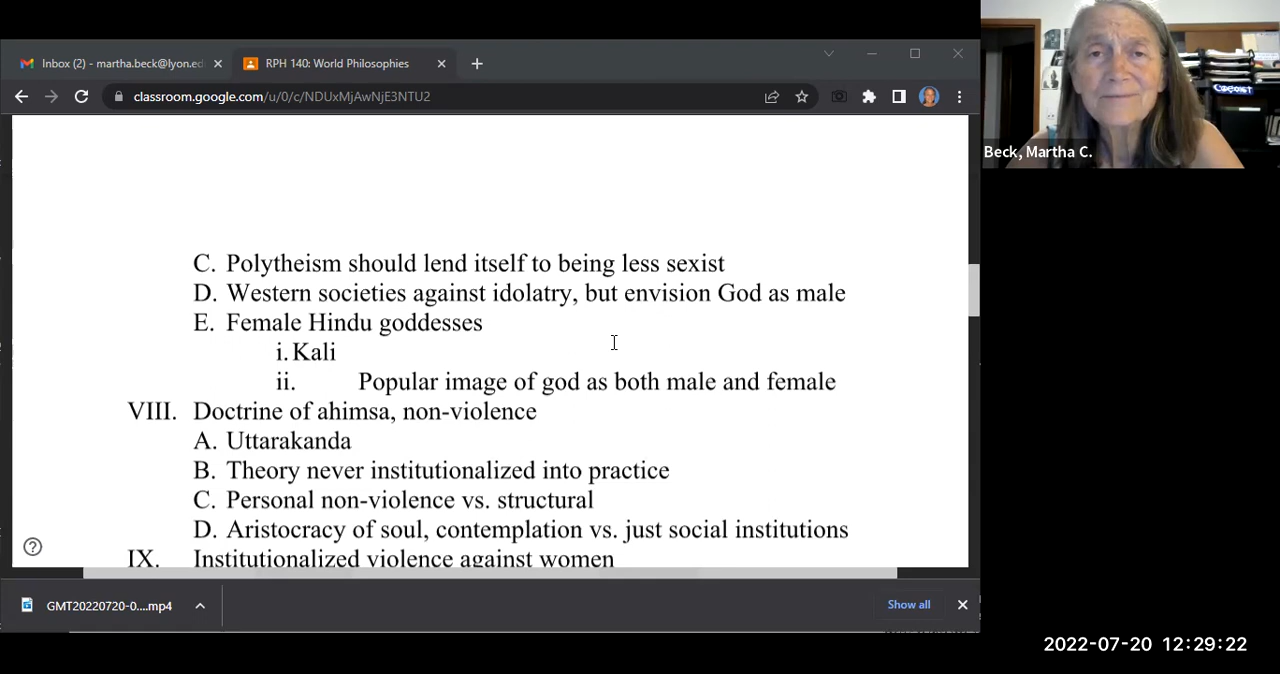 Inbox (2) - martha.beck@lyon.ed
RPH 140: World Philosophies
classroom.google.com/u/0/c/NDUxMjAwNjE3NTU2
Coexist
Beck, Martha C.
C. Polytheism should lend itself to being less sexist
D. Western societies against idolatry, but envision God as male
E. Female Hindu goddesses
i. Kali
ii. Popular image of god as both male and female
VIII. Doctrine of ahimsa, non-violence
A. Uttarakanda
B. Theory never institutionalized into practice
C. Personal non-violence vs. structural
D. Aristocracy of soul, contemplation vs. just social institutions
IX. Institutionalized violence against women
GMT20220720-0....mp4
Show all
2022-07-20 12:29:22